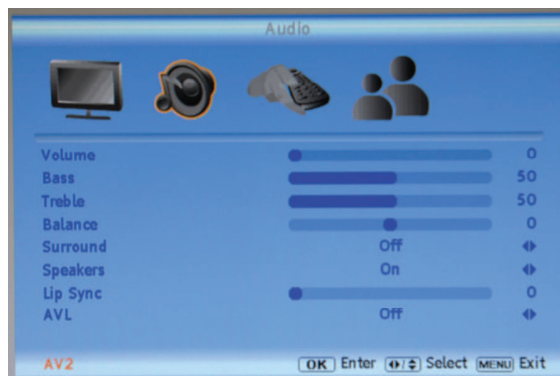 Audio
Volume 0
Bass 50
Treble 50
Balance 0
Surround Off
Speakers On
Lip Sync 0
AVL Off
AV2 OK Enter Select MENU Exit